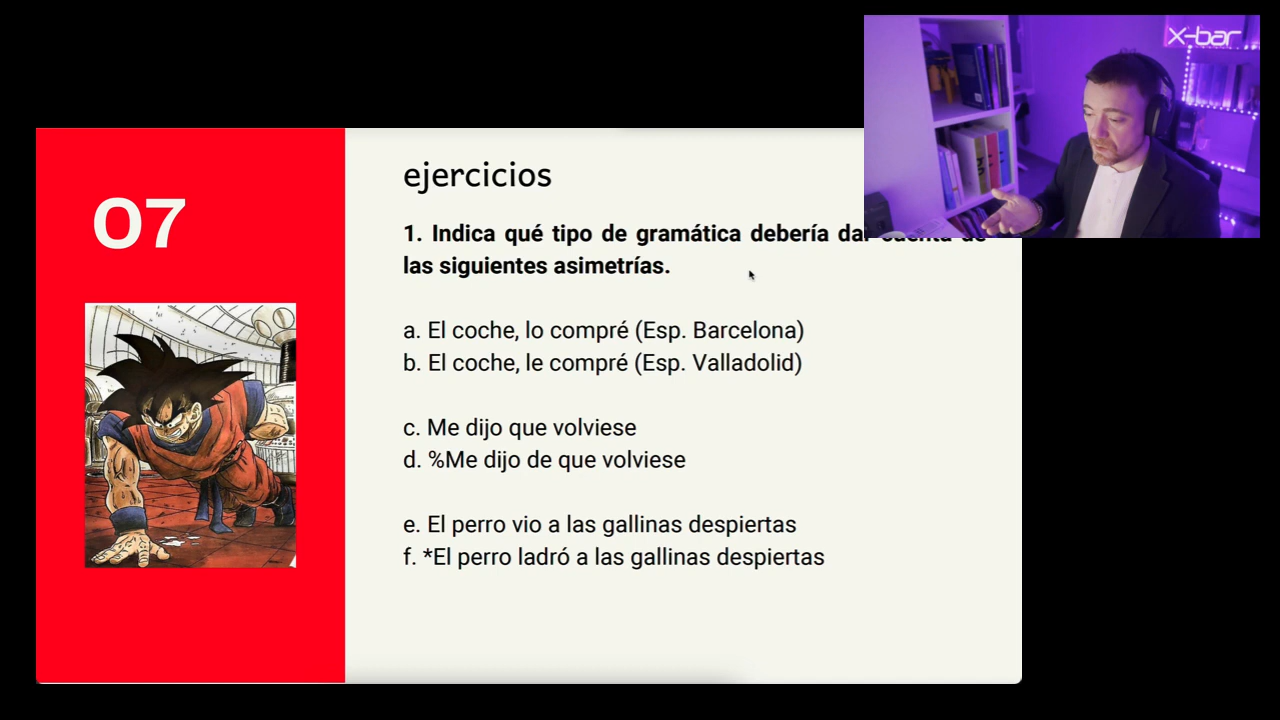 x-bar
07
ejercicios
1. Indica qué tipo de gramática debería dar cuenta de
las siguientes asimetrías.
a. El coche, lo compré (Esp. Barcelona)
b. El coche, le compré (Esp. Valladolid)
c. Me dijo que volviese
d. %Me dijo de que volviese
e. El perro vio a las gallinas despiertas
f. *El perro ladró a las gallinas despiertas